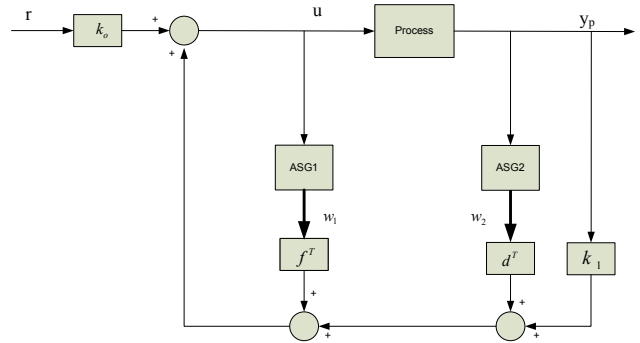 r
u
y_p
k_o
+
+
Process
ASG1
ASG2
w_1
w_2
f^T
d^T
k_1
+
+
+
+